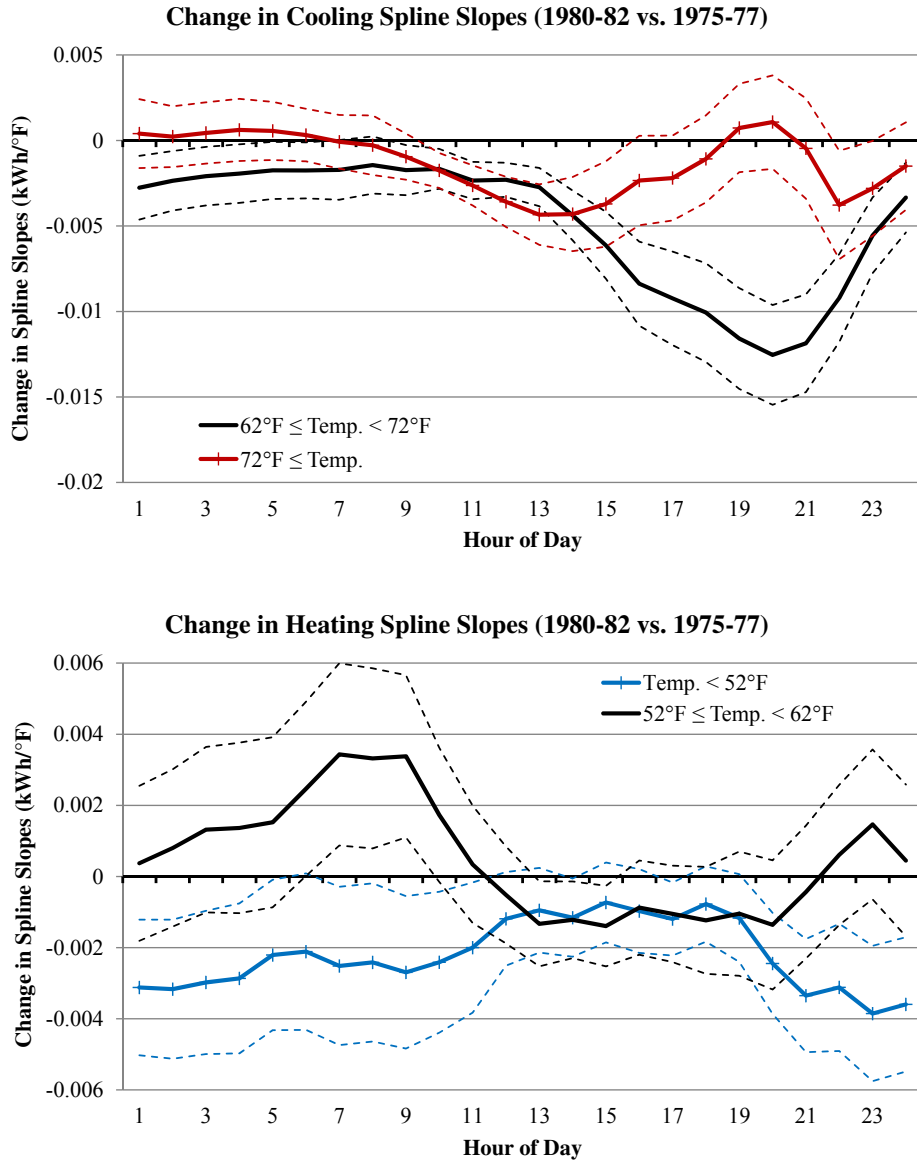 Change in Cooling Spline Slopes (1980-82 vs. 1975-77)
0.005
0
-0.005
-0.01
-0.015
-0.02
Change in Spline Slopes (kWh/°F)
62°F ≤ Temp. < 72°F
72°F ≤ Temp.
1 3 5 7 9 11 13 15 17 19 21 23
Hour of Day
Change in Heating Spline Slopes (1980-82 vs. 1975-77)
0.006
0.004
0.002
0
-0.002
-0.004
-0.006
Change in Spline Slopes (kWh/°F)
Temp. < 52°F
52°F ≤ Temp. < 62°F
1 3 5 7 9 11 13 15 17 19 21 23
Hour of Day